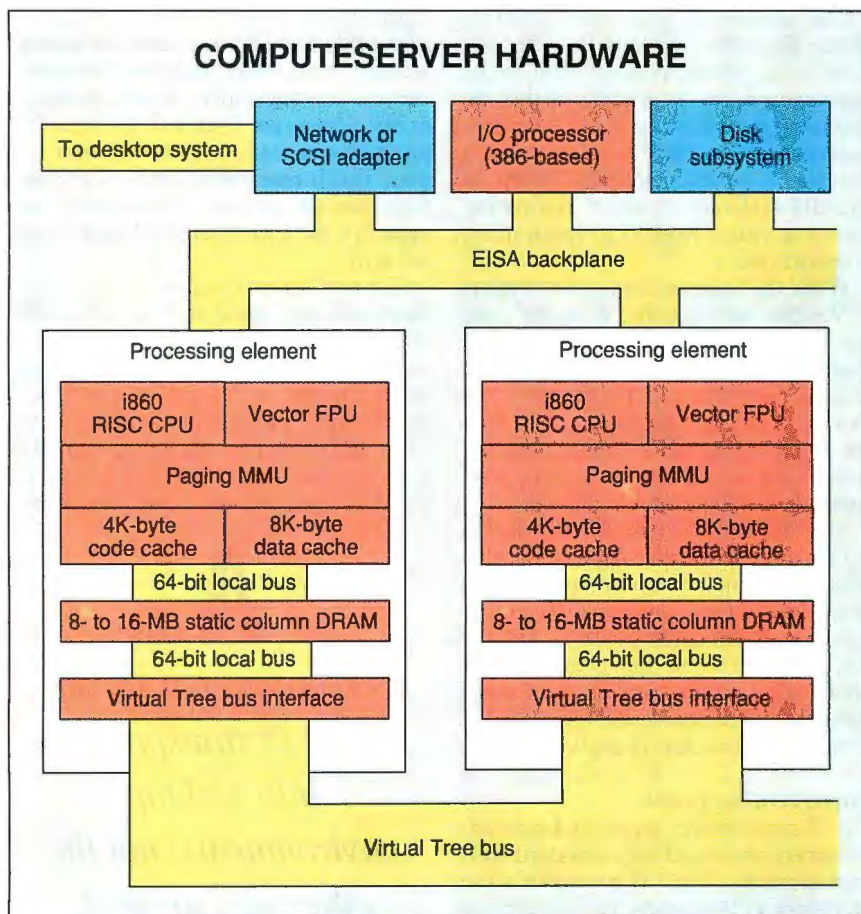 COMPUTESERVER HARDWARE
To desktop system
Network or
SCSI adapter
I/O processor
(386-based)
Disk
subsystem
EISA backplane
Processing element
i860
RISC CPU
Vector FPU
Paging MMU
4K-byte
code cache
8K-byte
data cache
64-bit local bus
8- to 16-MB static column DRAM
64-bit local bus
Virtual Tree bus interface
Processing element
i860
RISC CPU
Vector FPU
Paging MMU
4K-byte
code cache
8K-byte
data cache
64-bit local bus
8- to 16-MB static column DRAM
64-bit local bus
Virtual Tree bus interface
Virtual Tree bus